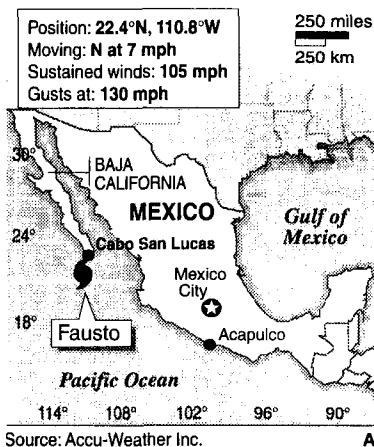 Position: 22.4°N, 110.8°W
Moving: N at 7 mph
Sustained winds: 105 mph
Gusts at: 130 mph
250 miles
250 km
30°
BAJA
CALIFORNIA
MEXICO
Gulf of
Mexico
24°
Cabo San Lucas
Mexico
City
18°
Fausto
Acapulco
Pacific Ocean
114° 108° 102° 96° 90°
Source: Accu-Weather Inc. A